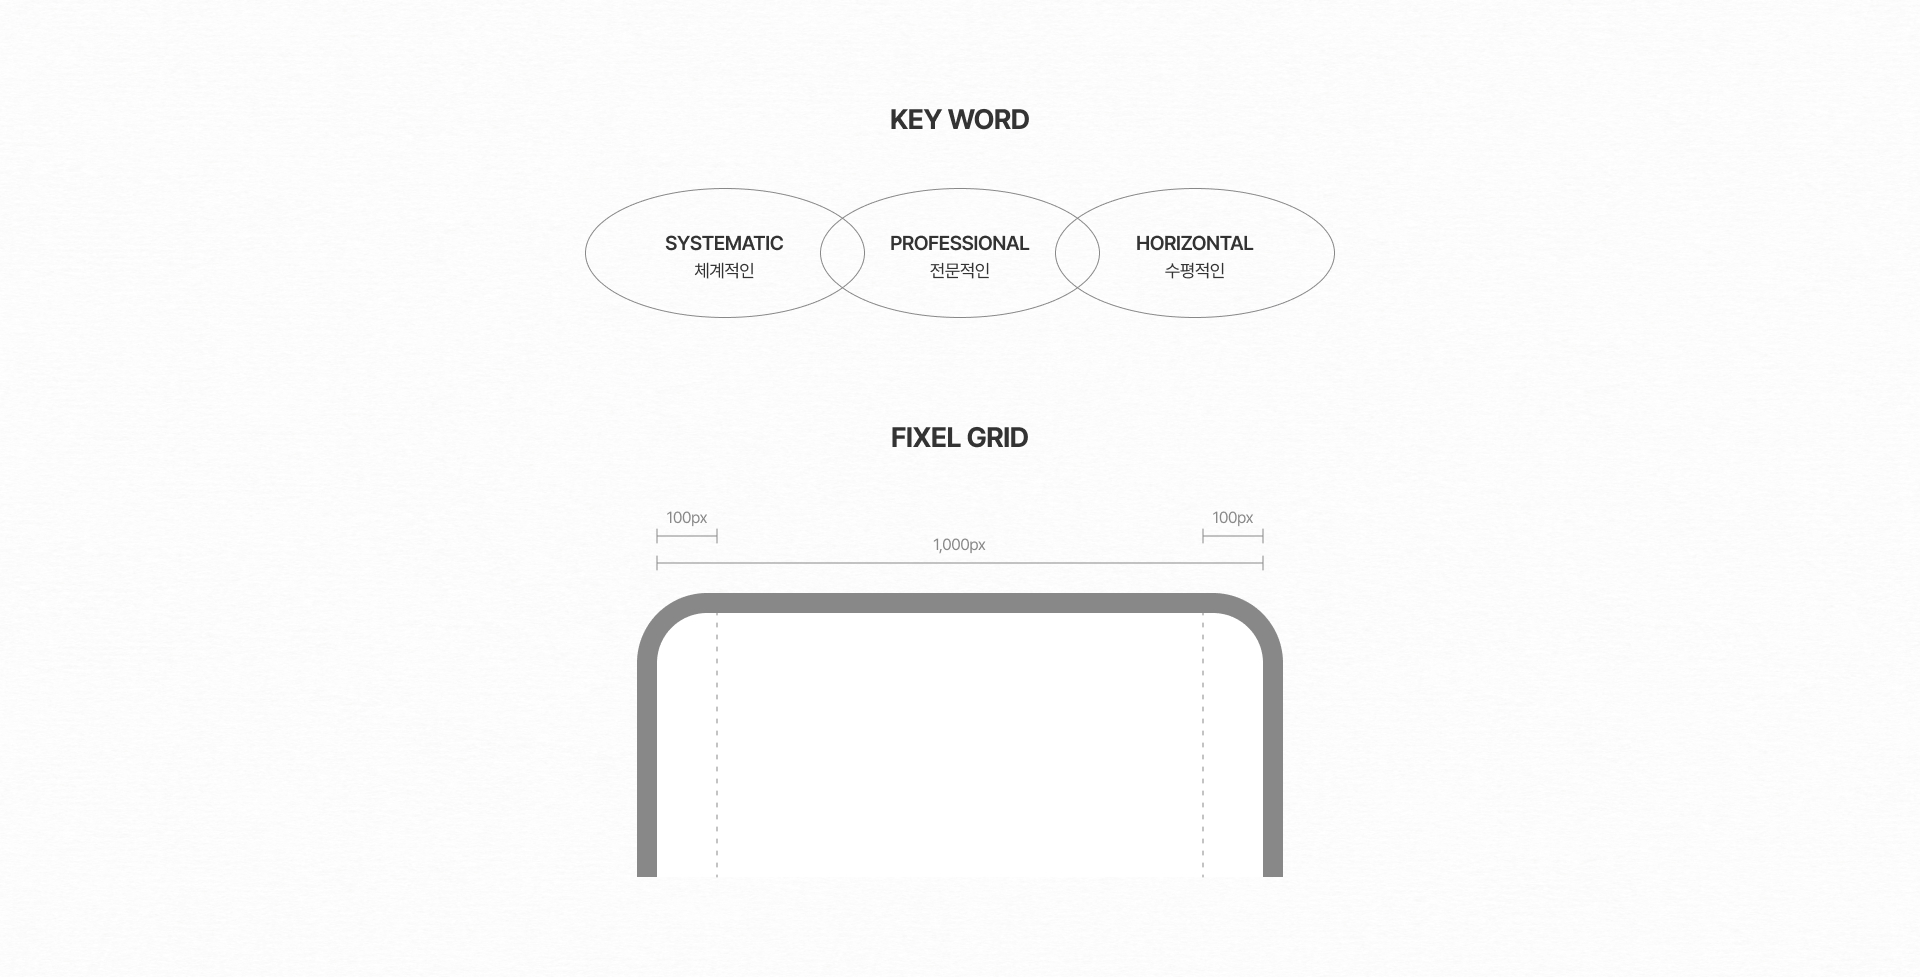 KEY WORD
SYSTEMATIC
체계적인
PROFESSIONAL
전문적인
HORIZONTAL
수평적인
FIXEL GRID
100px
100px
1,000px